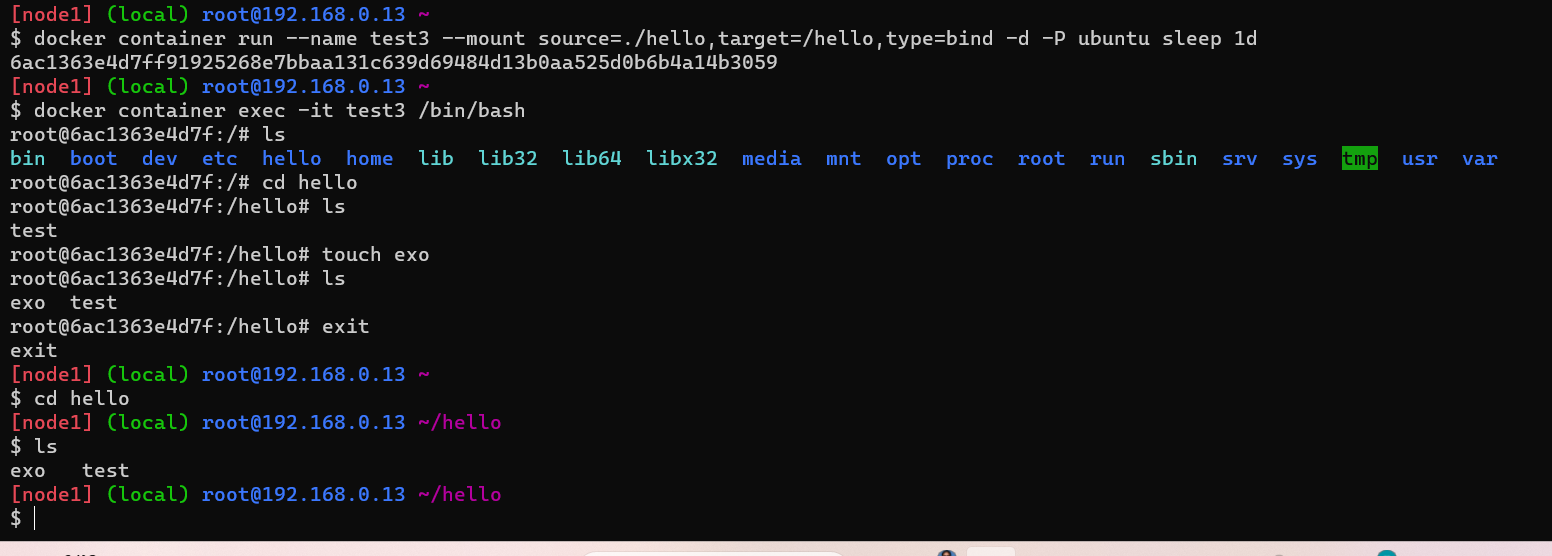 [node1] (local) root@192.168.0.13 ~
$ docker container run --name test3 --mount source=./hello,target=/hello,type=bind -d -P ubuntu sleep 1d
6ac1363e4d7ff91925268e7bbaa131c639d69484d13b0aa525d0b6b4a14b3059
[node1] (local) root@192.168.0.13 ~
$ docker container exec -it test3 /bin/bash
root@6ac1363e4d7f:/# ls
bin  boot  dev  etc  hello  home  lib  lib32  lib64  libx32  media  mnt  opt  proc  root  run  sbin  srv  sys  tmp  usr  var
root@6ac1363e4d7f:/# cd hello
root@6ac1363e4d7f:/hello# ls
test
root@6ac1363e4d7f:/hello# touch exo
root@6ac1363e4d7f:/hello# ls
exo  test
root@6ac1363e4d7f:/hello# exit
exit
[node1] (local) root@192.168.0.13 ~
$ cd hello
[node1] (local) root@192.168.0.13 ~/hello
$ ls
exo   test
[node1] (local) root@192.168.0.13 ~/hello
$